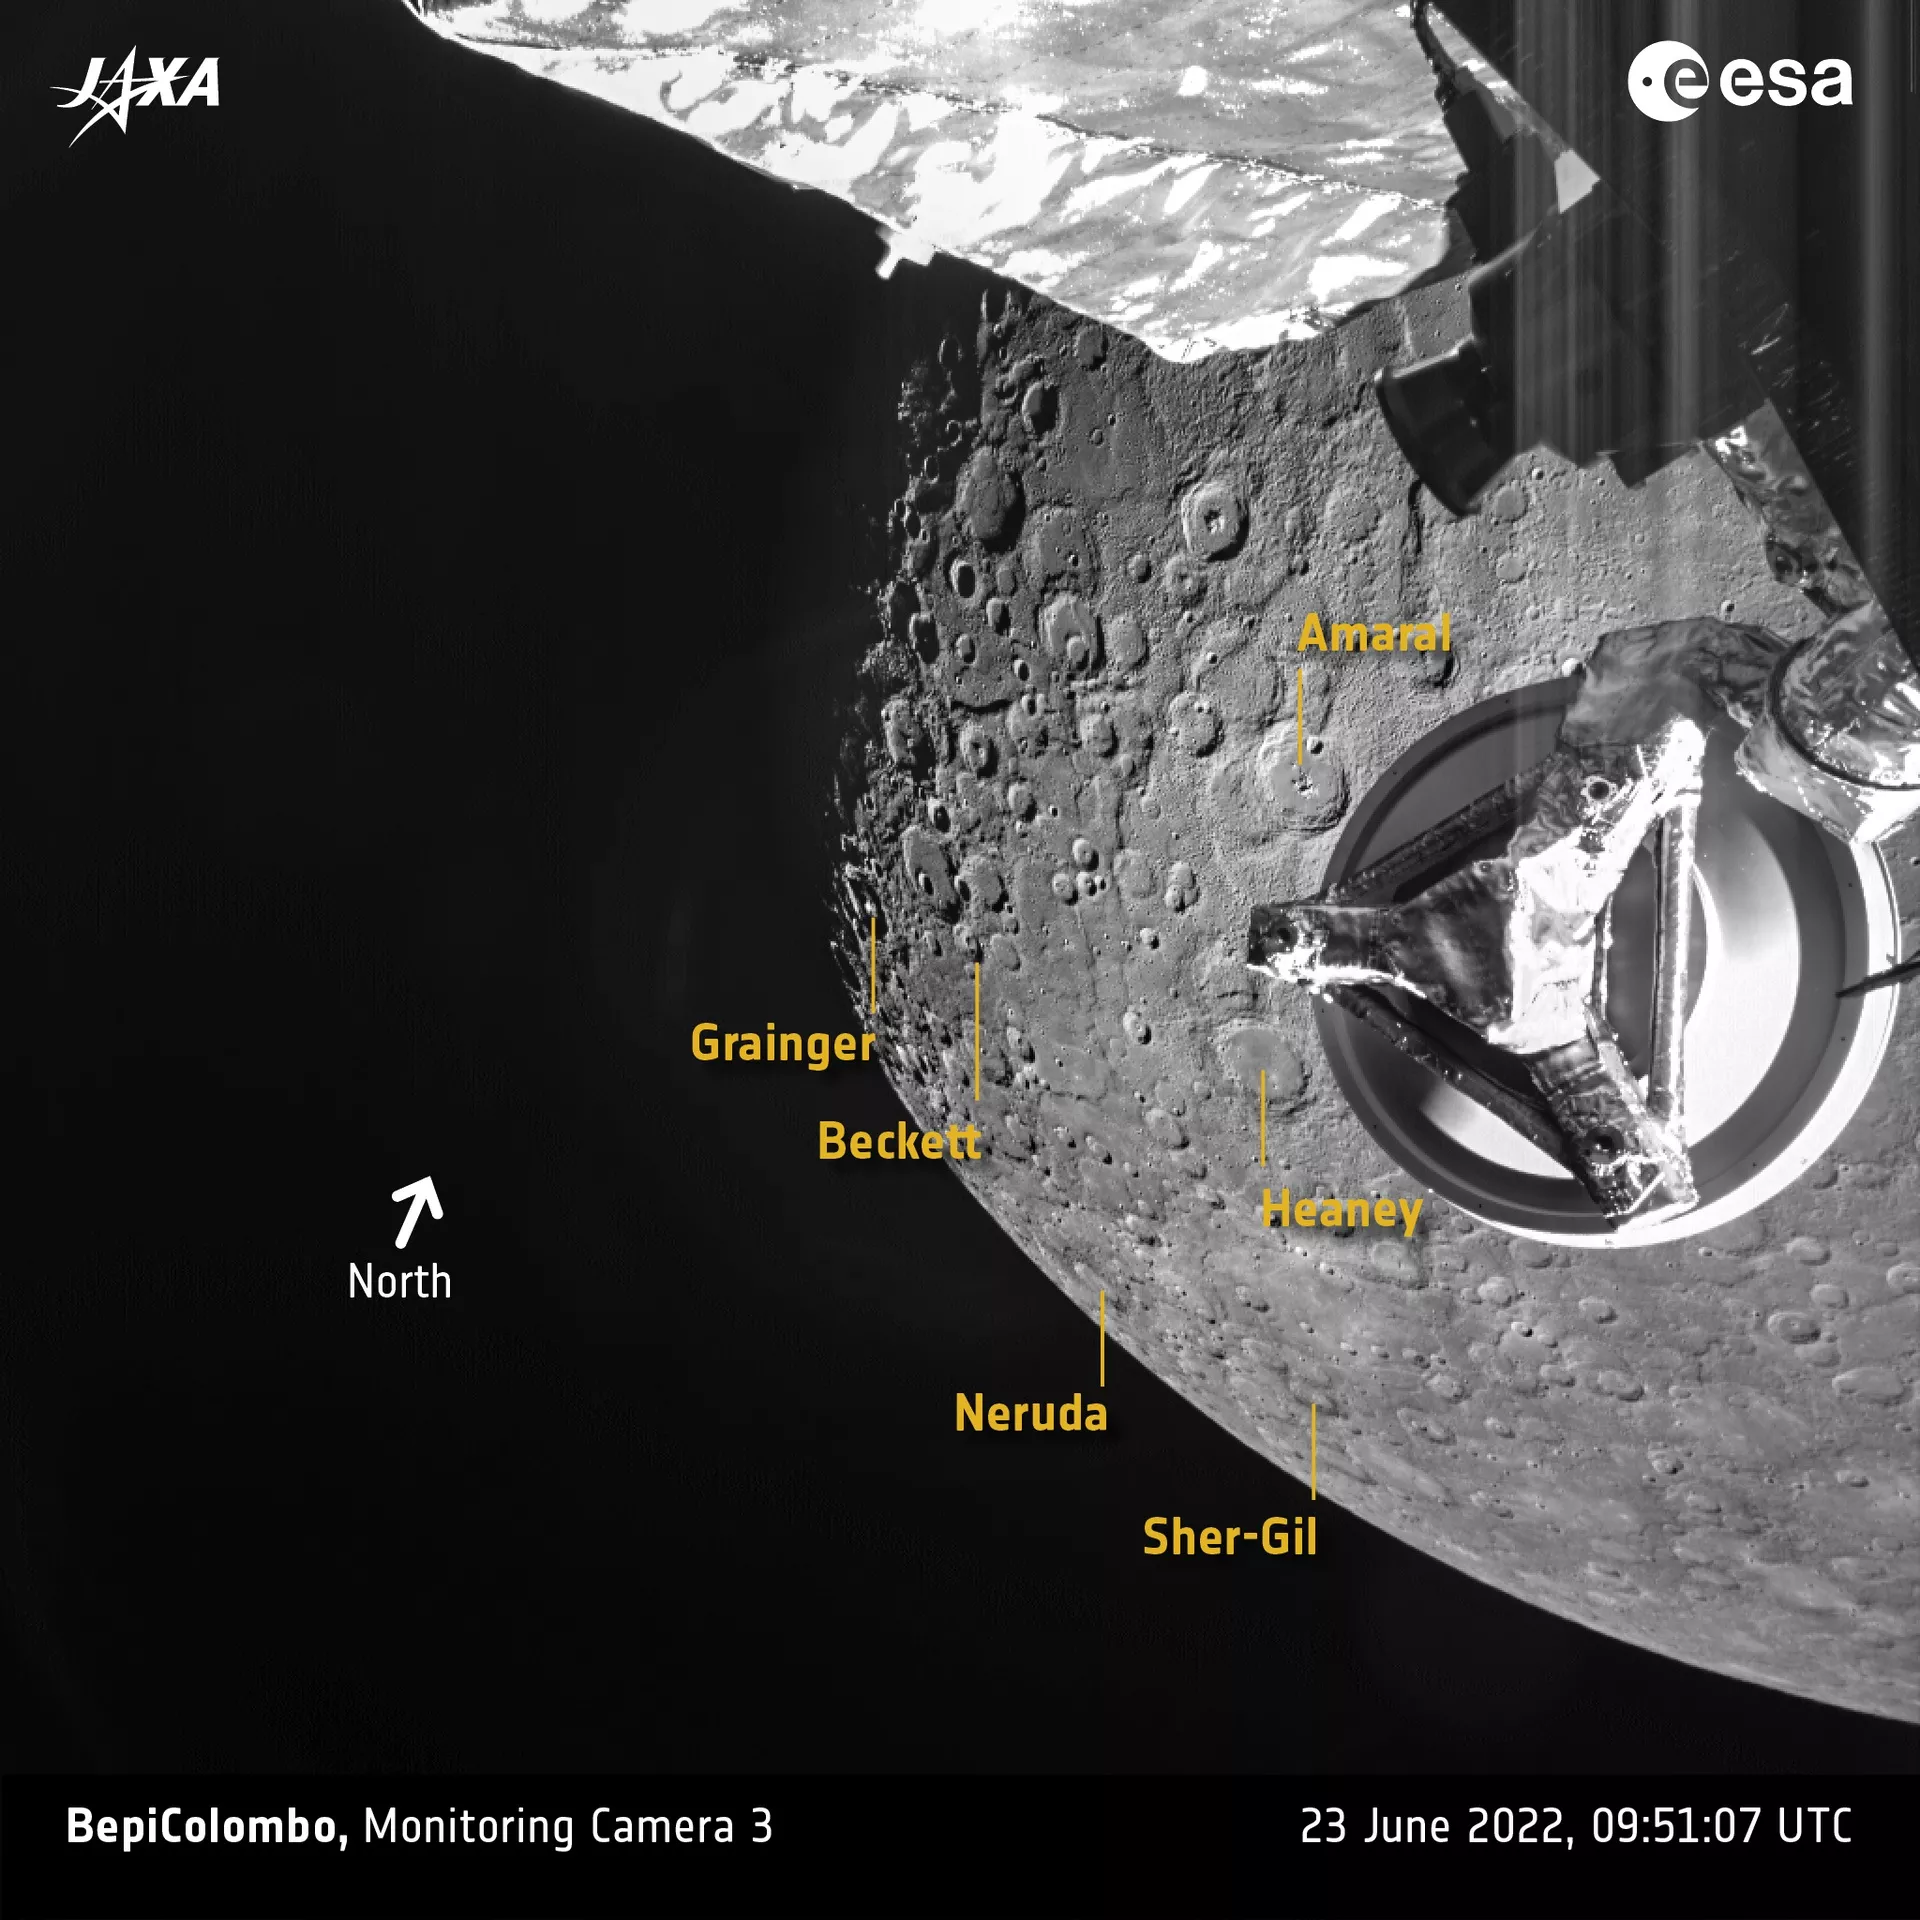 JAXA
esa
Amaral
Grainger
Beckett
Heaney
North
Neruda
Sher-Gil
BepiColombo, Monitoring Camera 3
23 June 2022, 09:51:07 UTC